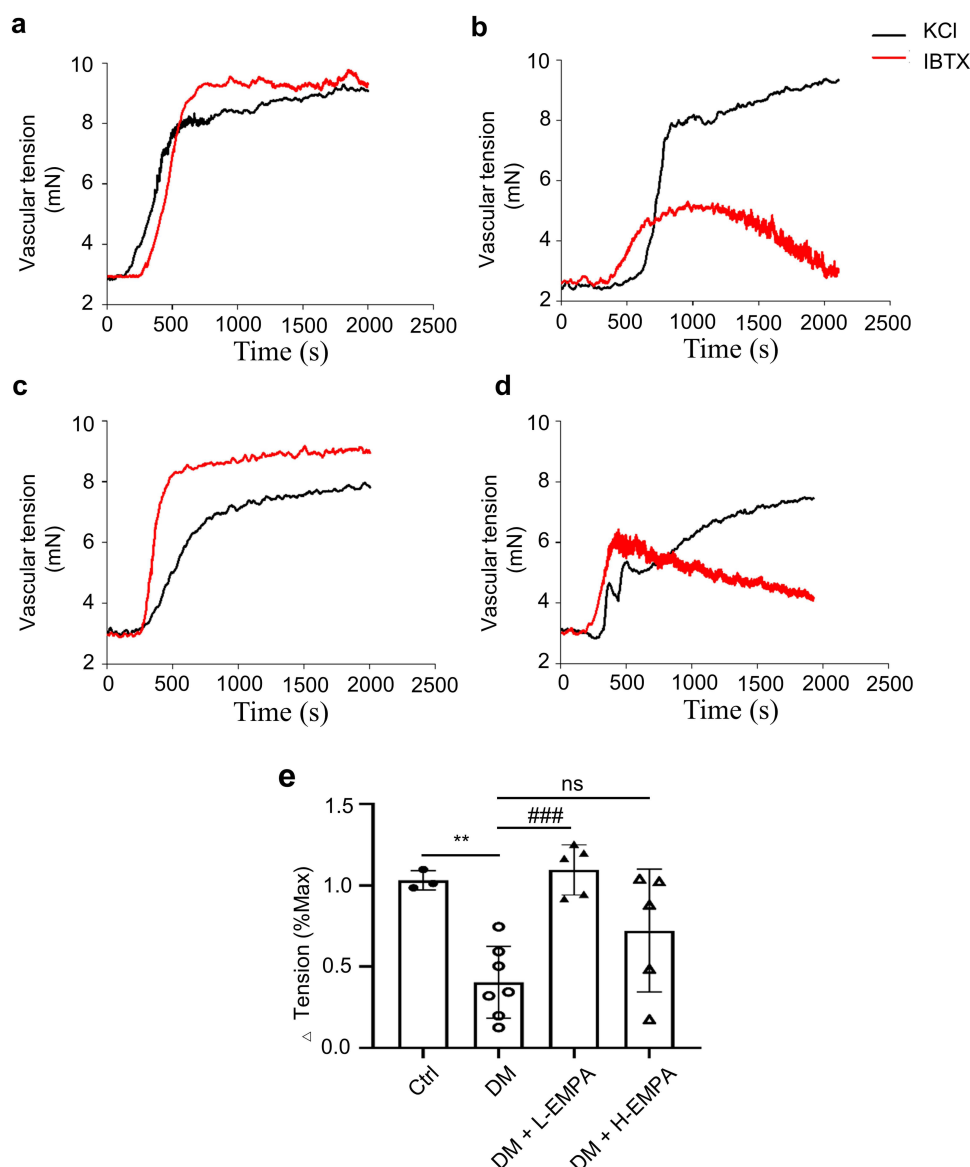 a
Vascular tension
(mN)
10
8
6
4
2
0 500 1000 1500 2000 2500
Time (s)
b
KCl
IBTX
Vascular tension
(mN)
10
8
6
4
2
0 500 1000 1500 2000 2500
Time (s)
c
Vascular tension
(mN)
10
8
6
4
2
0 500 1000 1500 2000 2500
Time (s)
d
Vascular tension
(mN)
10
8
6
4
2
0 500 1000 1500 2000 2500
Time (s)
e
△ Tension (%Max)
1.5
1.0
0.5
0.0
**
###
ns
Ctrl
DM
DM + L-EMPA
DM + H-EMPA